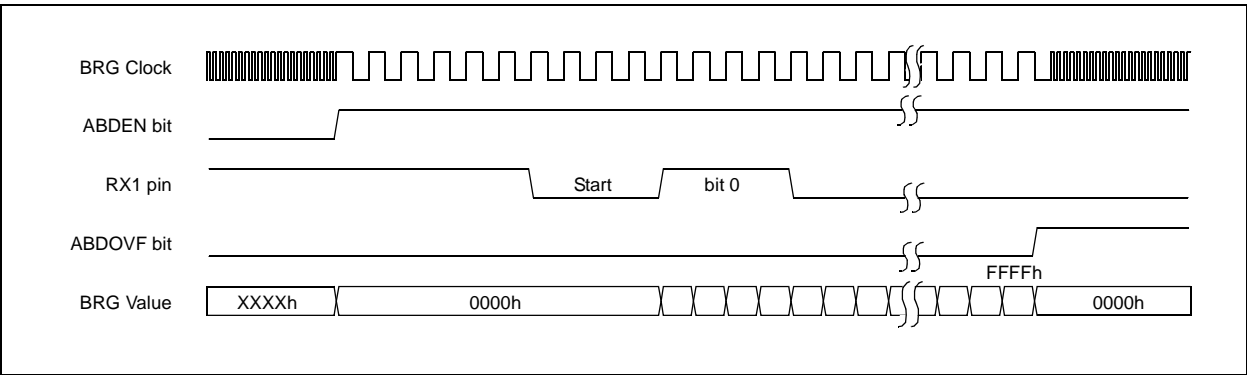 BRG Clock
ABDEN bit
RX1 pin
Start
bit 0
ABDOVF bit
FFFFh
BRG Value
XXXXh
0000h
0000h